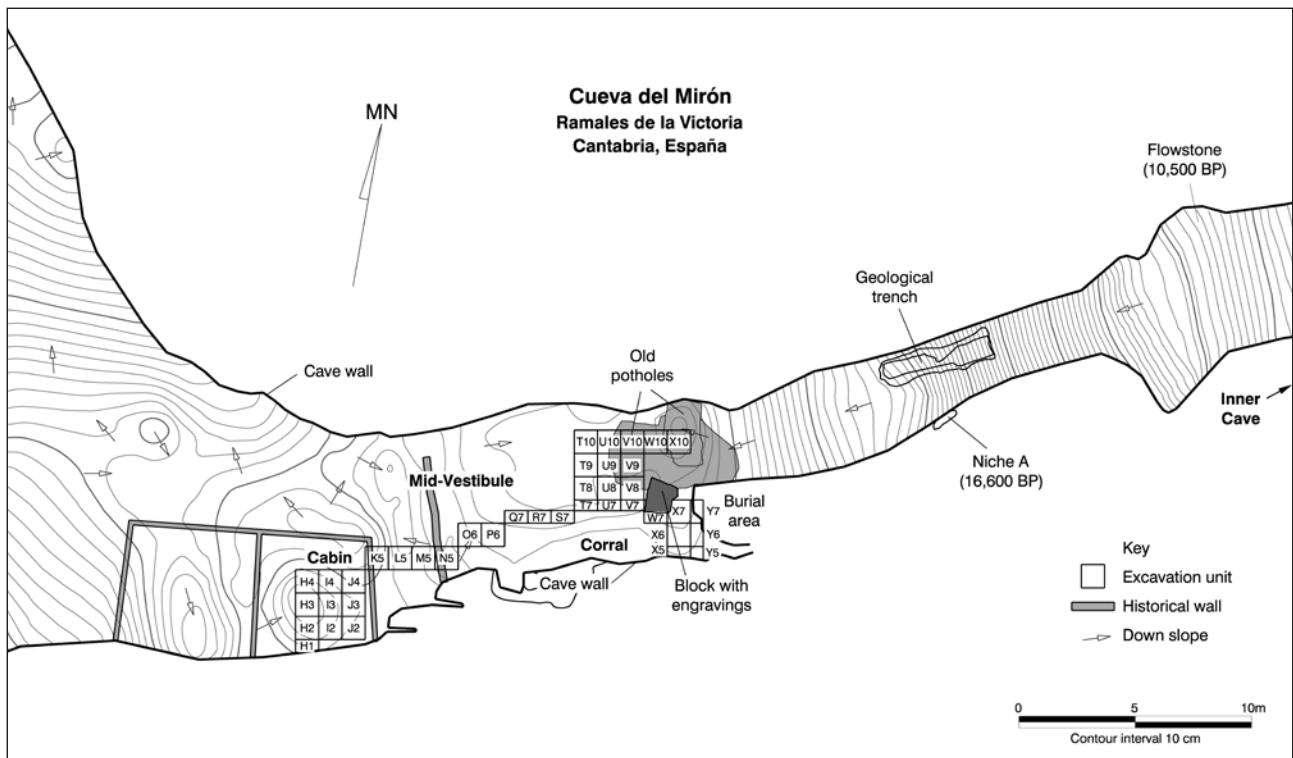 Cueva del Mirón
Ramales de la Victoria
Cantabria, España
MN
Flowstone
(10,500 BP)
Geological
trench
Old
potholes
Cave wall
Inner
Cave
Niche A
(16,600 BP)
T10 U10 V10 W10 X10
T9 U9 V9
T8 U8 V8
T7 U7 V7
Mid-Vestibule
Q7 R7 S7
W7 X7 Y7
Burial
area
O6 P6
X6 Y6
Corral
X5 Y5
Cabin
K5 L5 M5 N5
Cave wall
Block with
engravings
H4 I4 J4
H3 I3 J3
H2 I2 J2
H1
Key
Excavation unit
Historical wall
Down slope
0 5 10m
Contour interval 10 cm